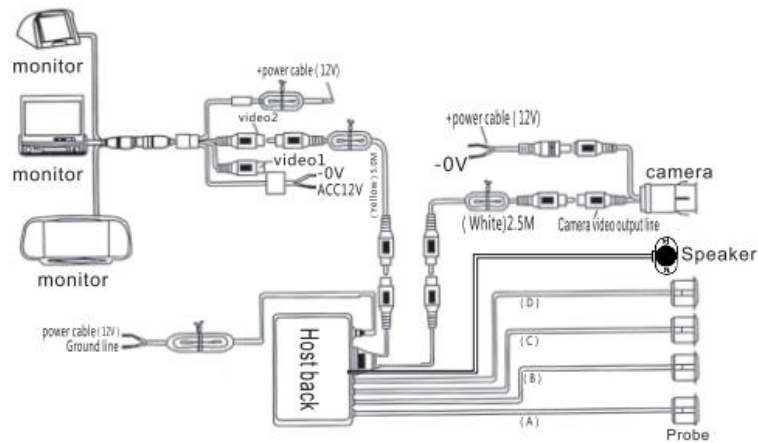 monitor
+power cable ( 12V)
video2
+power cable ( 12V)
monitor
video1
-0V
ACC12V
-0V
(Yellow) 5.0M
camera
( White)2.5M
Camera video output line
monitor
Speaker
( D )
power cable ( 12V)
Ground line
Host back
( C )
( B )
( A )
Probe